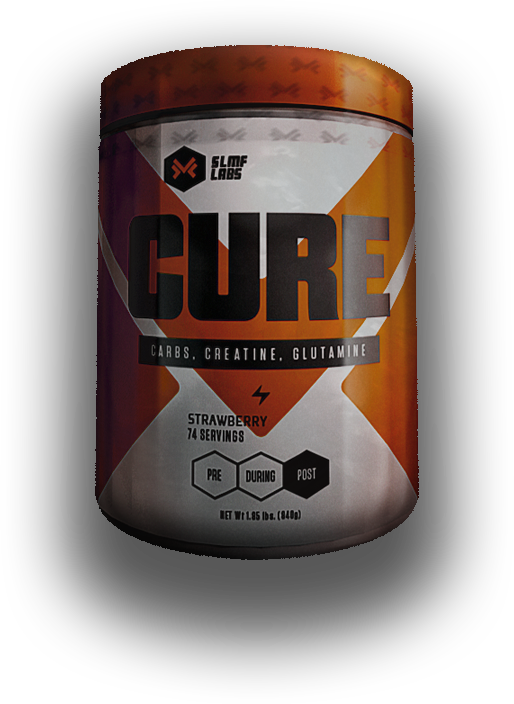 SLMF
LABS
CURE
CARBS, CREATINE, GLUTAMINE
STRAWBERRY
74 SERVINGS
PRE
DURING
POST
NET Wt 1.85 lbs. (840g)